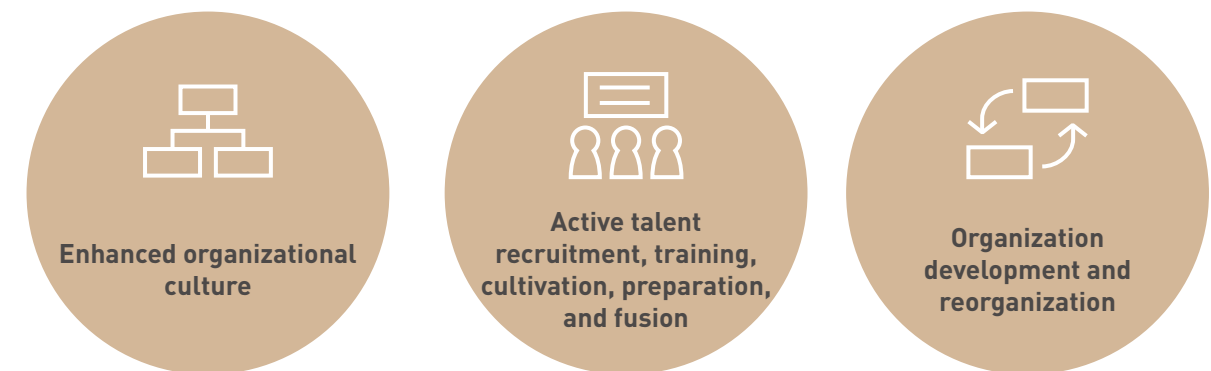 Enhanced organizational
culture
Active talent
recruitment, training,
cultivation, preparation,
and fusion
Organization
development and
reorganization